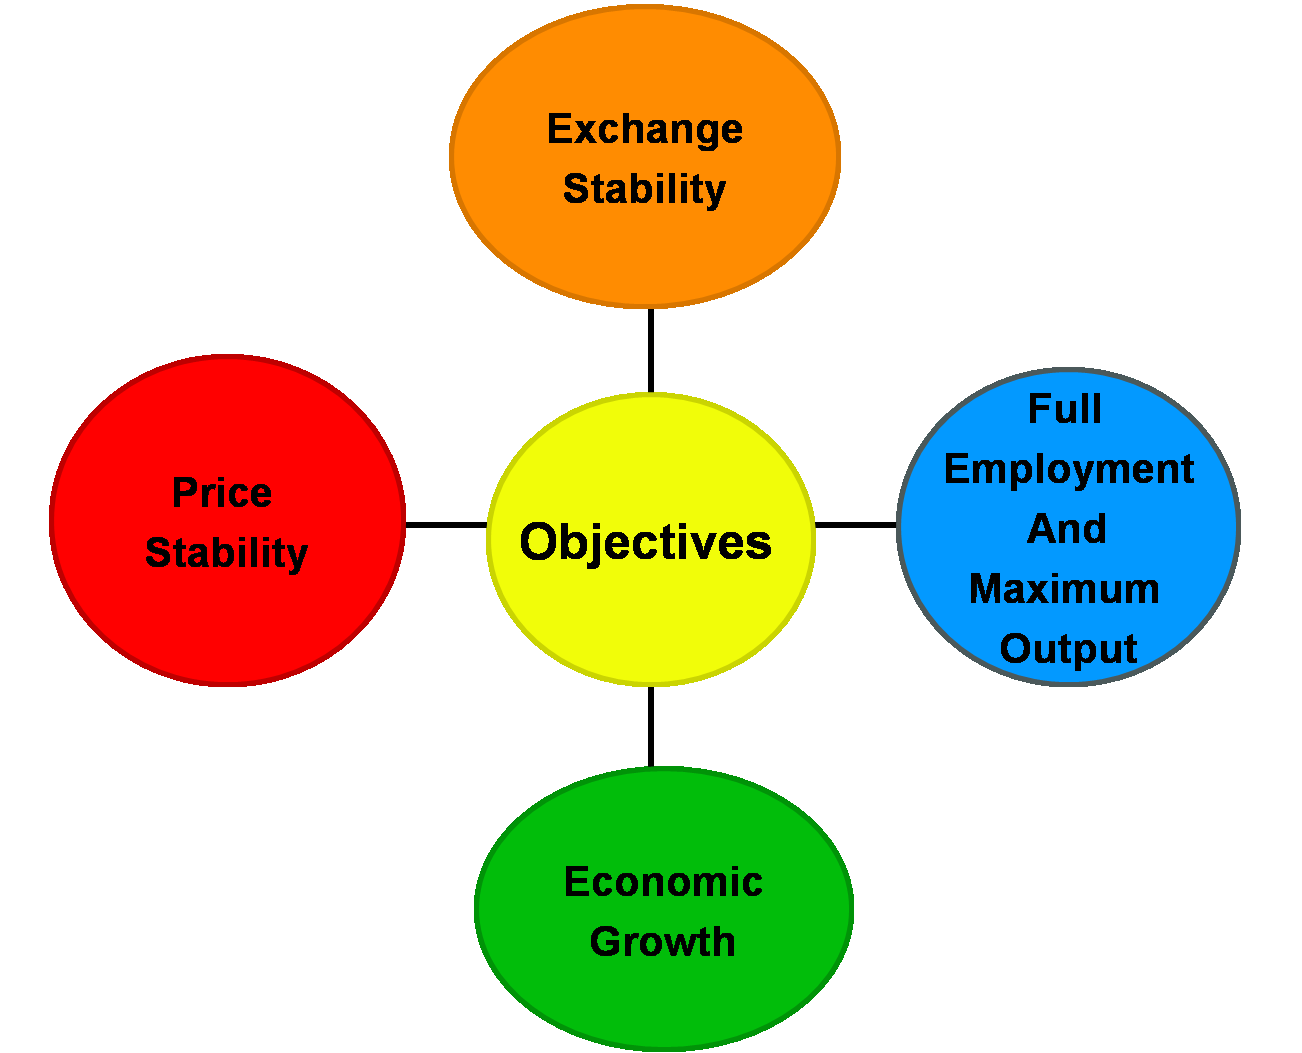 Exchange
Stability
Price
Stability
Objectives
Full
Employment
And
Maximum
Output
Economic
Growth